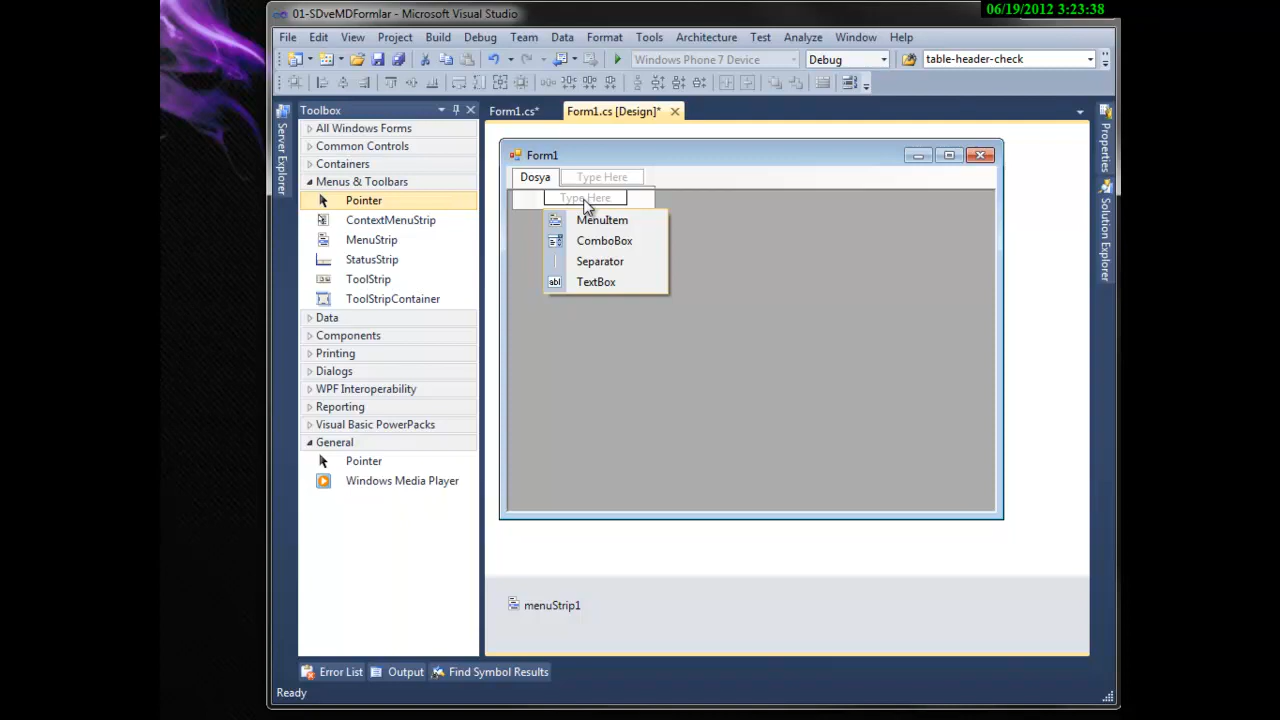 06/19/2012 3:23:38
01-SDveMDFormlar - Microsoft Visual Studio
File Edit View Project Build Debug Team Data Format Tools Architecture Test Analyze Window Help
Windows Phone 7 Device Debug table-header-check
Toolbox
Form1.cs* Form1.cs [Design]*
Server Explorer
All Windows Forms
Common Controls
Containers
Menus & Toolbars
Pointer
ContextMenuStrip
MenuStrip
StatusStrip
ToolStrip
ToolStripContainer
Data
Components
Printing
Dialogs
WPF Interoperability
Reporting
Visual Basic PowerPacks
General
Pointer
Windows Media Player
Form1
Dosya Type Here
Type Here
MenuItem
ComboBox
Separator
abl TextBox
menuStrip1
Properties
Solution Explorer
Error List Output Find Symbol Results
Ready